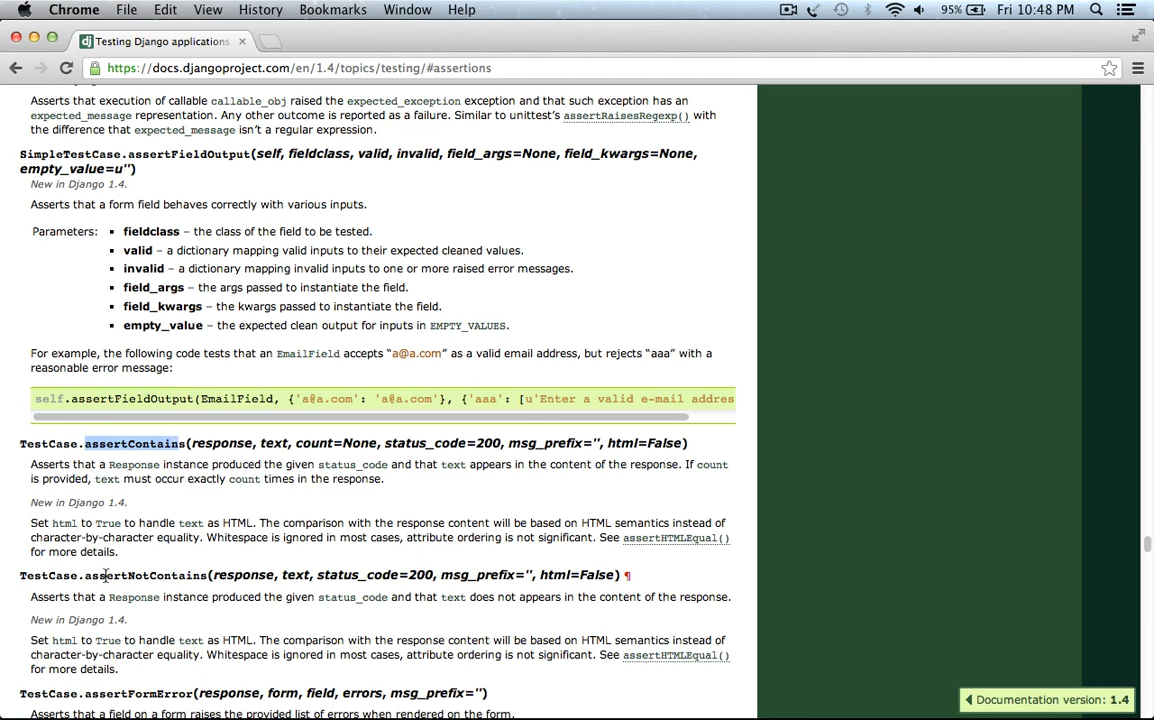 Chrome File Edit View History Bookmarks Window Help 95% Fri 10:48 PM
dj Testing Django applications
https://docs.djangoproject.com/en/1.4/topics/testing/#assertions
Asserts that execution of callable callable_obj raised the expected_exception exception and that such exception has an
expected_message representation. Any other outcome is reported as a failure. Similar to unittest's assertRaisesRegexp() with
the difference that expected_message isn't a regular expression.
SimpleTestCase.assertFieldOutput(self, fieldclass, valid, invalid, field_args=None, field_kwargs=None,
empty_value=u'')
New in Django 1.4.
Asserts that a form field behaves correctly with various inputs.
Parameters: ▪ fieldclass – the class of the field to be tested.
▪ valid – a dictionary mapping valid inputs to their expected cleaned values.
▪ invalid – a dictionary mapping invalid inputs to one or more raised error messages.
▪ field_args – the args passed to instantiate the field.
▪ field_kwargs – the kwargs passed to instantiate the field.
▪ empty_value – the expected clean output for inputs in EMPTY_VALUES.
For example, the following code tests that an EmailField accepts “a@a.com” as a valid email address, but rejects “aaa” with a
reasonable error message:
self.assertFieldOutput(EmailField, {'a@a.com': 'a@a.com'}, {'aaa': [u'Enter a valid e-mail addres
TestCase.assertContains(response, text, count=None, status_code=200, msg_prefix='', html=False)
Asserts that a Response instance produced the given status_code and that text appears in the content of the response. If count
is provided, text must occur exactly count times in the response.
New in Django 1.4.
Set html to True to handle text as HTML. The comparison with the response content will be based on HTML semantics instead of
character-by-character equality. Whitespace is ignored in most cases, attribute ordering is not significant. See assertHTMLEqual()
for more details.
TestCase.assertNotContains(response, text, status_code=200, msg_prefix='', html=False) ¶
Asserts that a Response instance produced the given status_code and that text does not appears in the content of the response.
New in Django 1.4.
Set html to True to handle text as HTML. The comparison with the response content will be based on HTML semantics instead of
character-by-character equality. Whitespace is ignored in most cases, attribute ordering is not significant. See assertHTMLEqual()
for more details.
TestCase.assertFormError(response, form, field, errors, msg_prefix='')
Asserts that a field on a form raises the provided list of errors when rendered on the form.
Documentation version: 1.4